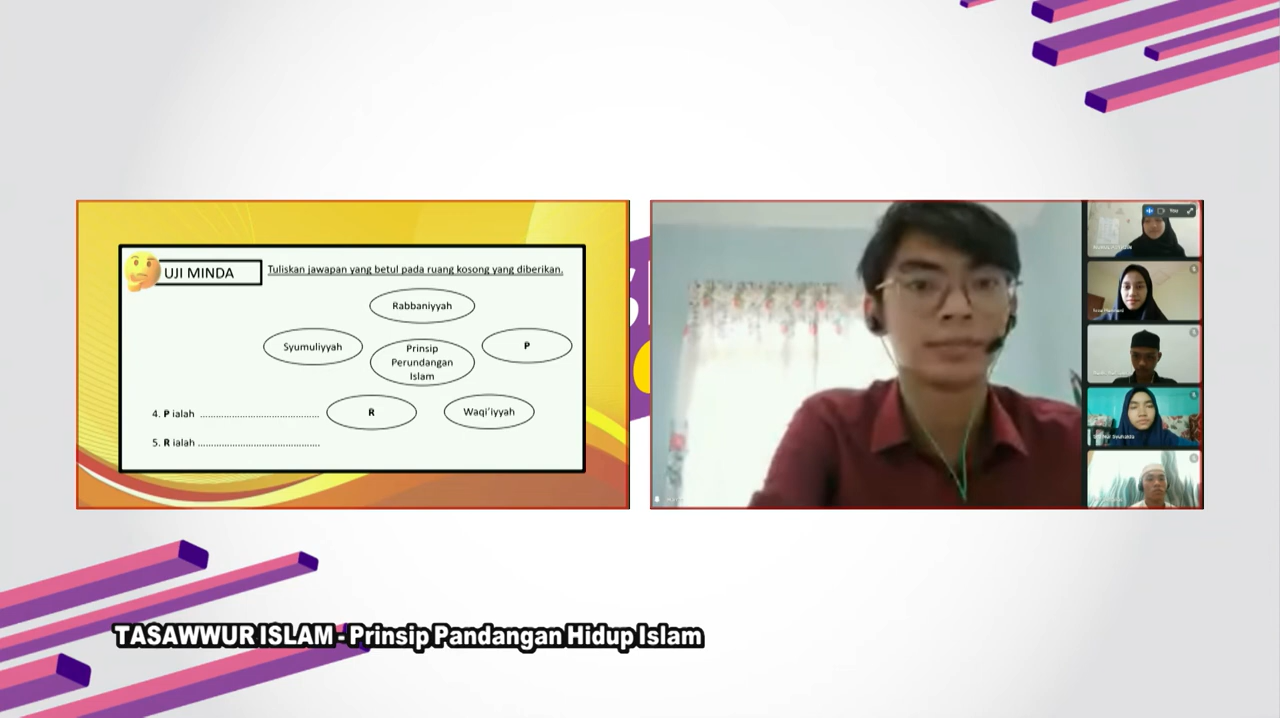 UJI MINDA
Tuliskan jawapan yang betul pada ruang kosong yang diberikan.
Rabbaniyyah
Syumuliyyah
Prinsip
Perundangan
Islam
P
R
Waqi'iyyah
4. P ialah ..........................................
5. R ialah ..........................................
You
TASAWWUR ISLAM - Prinsip Pandangan Hidup Islam